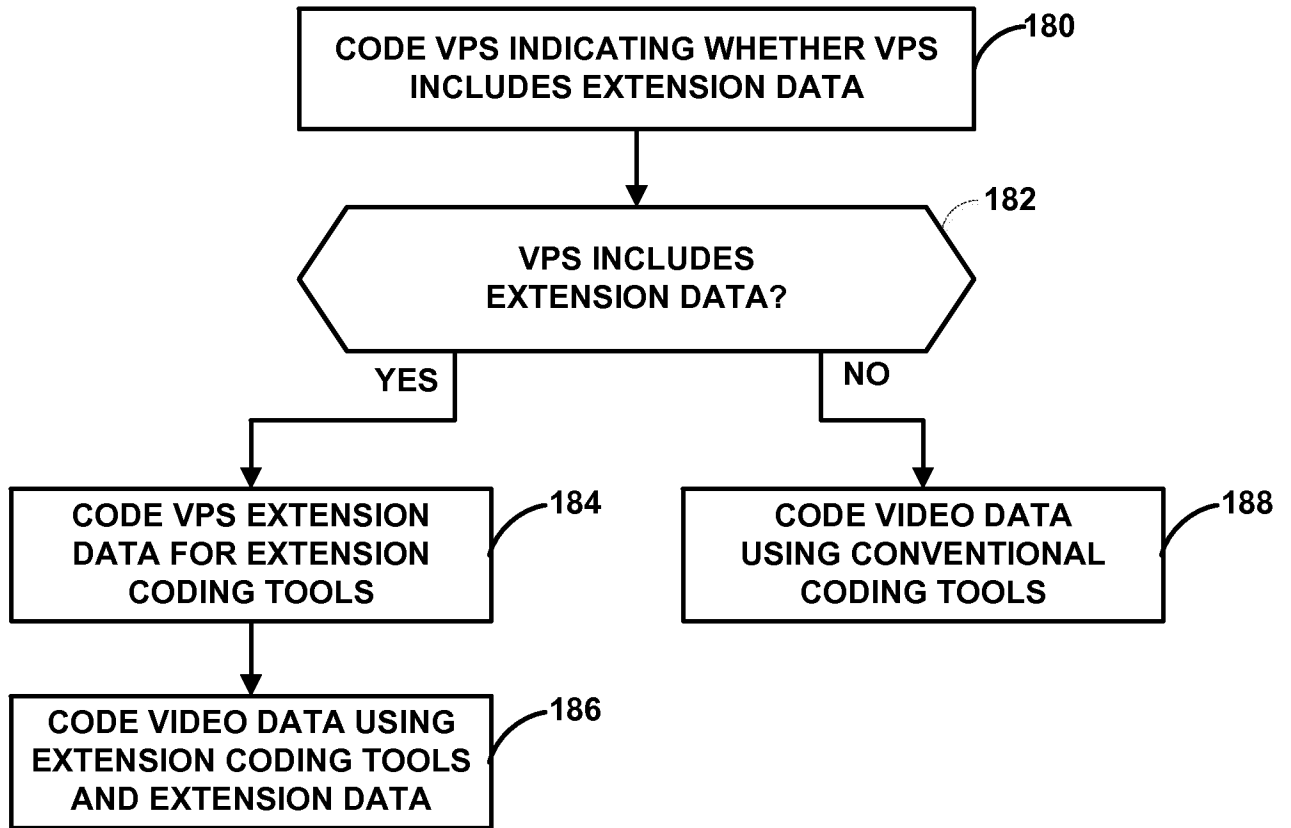 CODE VPS INDICATING WHETHER VPS
INCLUDES EXTENSION DATA
180
182
VPS INCLUDES
EXTENSION DATA?
YES
NO
CODE VPS EXTENSION
DATA FOR EXTENSION
CODING TOOLS
184
CODE VIDEO DATA
USING CONVENTIONAL
CODING TOOLS
188
CODE VIDEO DATA USING
EXTENSION CODING TOOLS
AND EXTENSION DATA
186